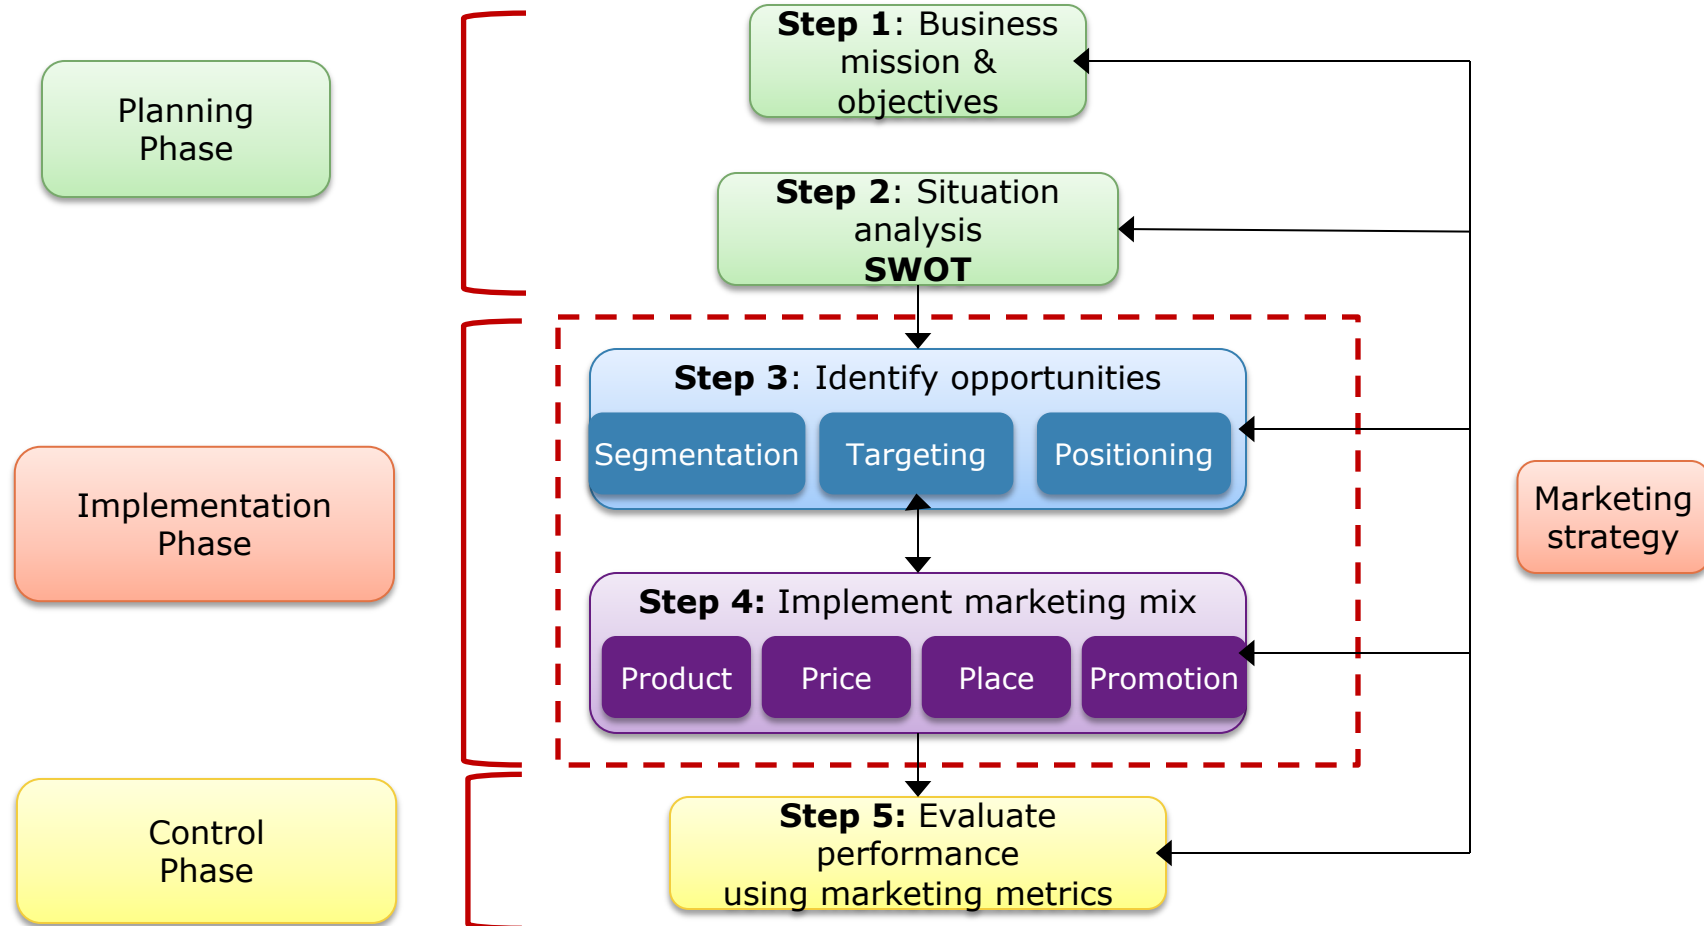 Step 1: Business
mission &
objectives
Planning
Phase
Step 2: Situation
analysis
SWOT
Step 3: Identify opportunities
Segmentation
Targeting
Positioning
Implementation
Phase
Marketing
strategy
Step 4: Implement marketing mix
Product
Price
Place
Promotion
Control
Phase
Step 5: Evaluate
performance
using marketing metrics